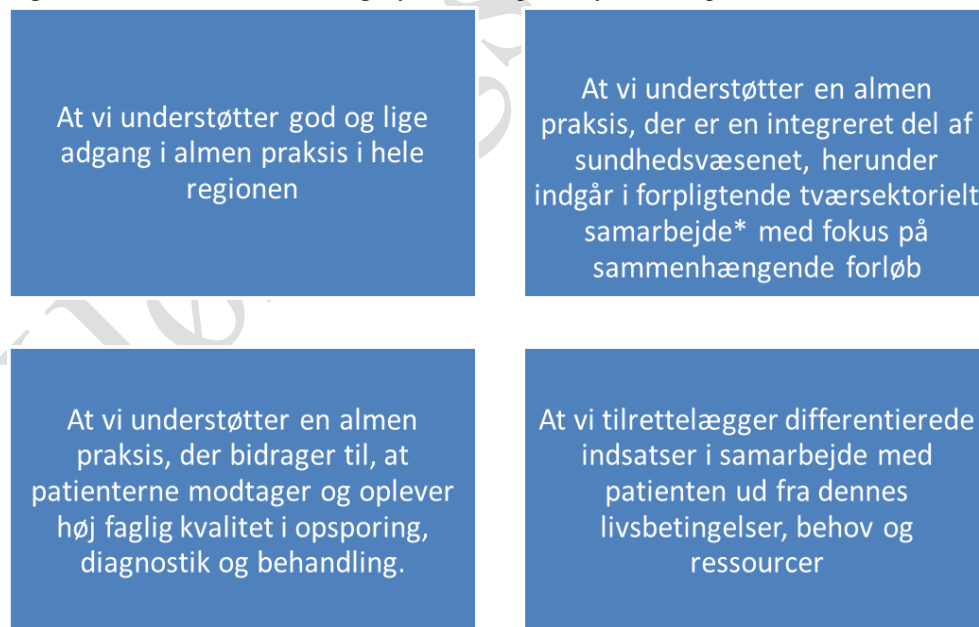 At vi understøtter god og lige
adgang i almen praksis i hele
regionen
At vi understøtter en almen
praksis, der er en integreret del af
sundhedsvæsenet, herunder
indgår i forpligtende tværsektorielt
samarbejde* med fokus på
sammenhængende forløb
At vi understøtter en almen
praksis, der bidrager til, at
patienterne modtager og oplever
høj faglig kvalitet i opsporing,
diagnostik og behandling.
At vi tilrettelægger differentierede
indsatser i samarbejde med
patienten ud fra dennes
livsbetingelser, behov og
ressourcer